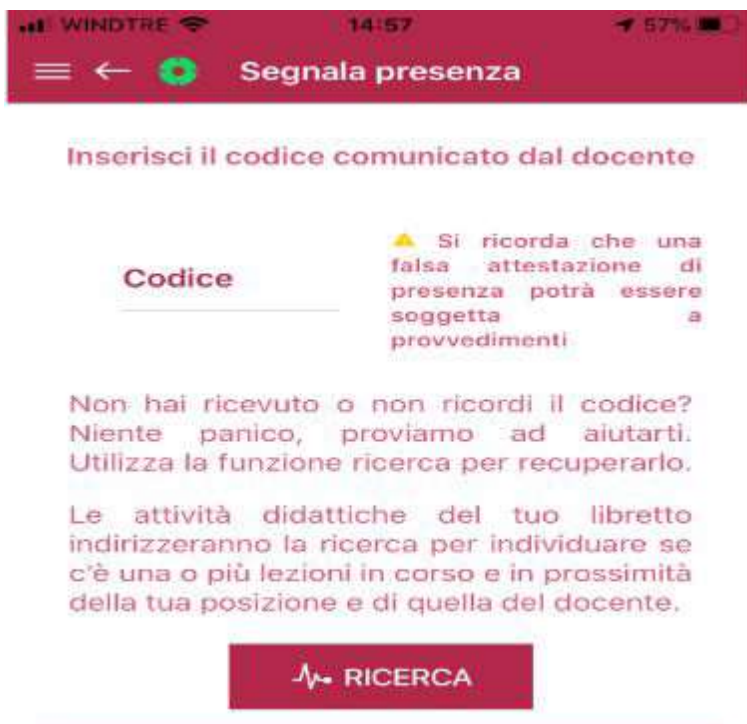 WINDTRE 14:57 57%
Segnala presenza
Inserisci il codice comunicato dal docente
Codice
Si ricorda che una
falsa attestazione di
presenza potrà essere
soggetta a
provvedimenti
Non hai ricevuto o non ricordi il codice?
Niente panico, proviamo ad aiutarti.
Utilizza la funzione ricerca per recuperarlo.
Le attività didattiche del tuo libretto
indirizzeranno la ricerca per individuare se
c'è una o più lezioni in corso e in prossimità
della tua posizione e di quella del docente.
RICERCA